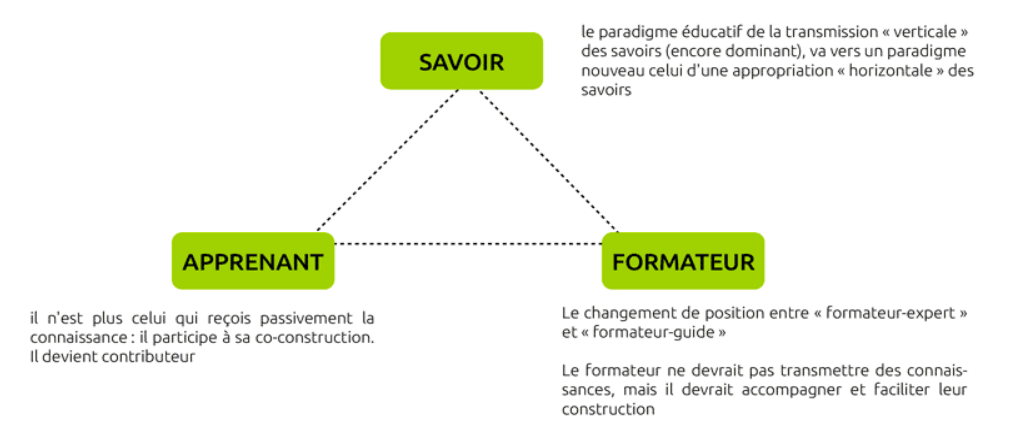 SAVOIR
le paradigme éducatif de la transmission « verticale »
des savoirs (encore dominant), va vers un paradigme
nouveau celui d'une appropriation « horizontale » des
savoirs
APPRENANT
il n'est plus celui qui reçois passivement la
connaissance : il participe à sa co-construction.
Il devient contributeur
FORMATEUR
Le changement de position entre « formateur-expert »
et « formateur-guide »
Le formateur ne devrait pas transmettre des connais-
sances, mais il devrait accompagner et faciliter leur
construction